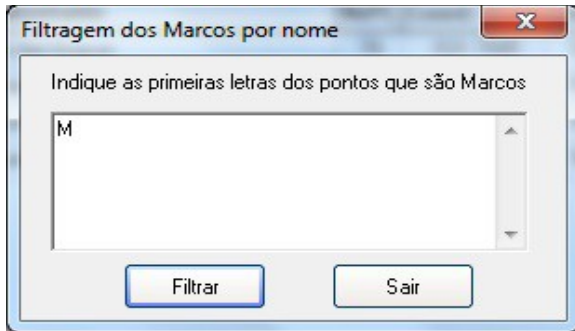 Filtragem dos Marcos por nome
Indique as primeiras letras dos pontos que são Marcos
M
Filtrar Sair